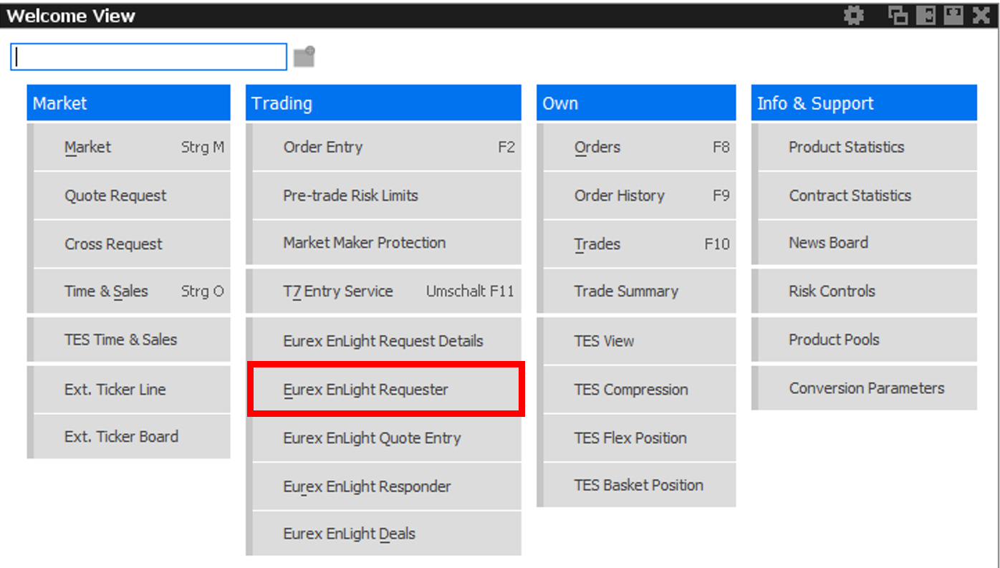 Welcome View
Market
Market Strg M
Quote Request
Cross Request
Time & Sales Strg O
TES Time & Sales
Ext. Ticker Line
Ext. Ticker Board
Trading
Order Entry F2
Pre-trade Risk Limits
Market Maker Protection
T7 Entry Service Umschalt F11
Eurex EnLight Request Details
Eurex EnLight Requester
Eurex EnLight Quote Entry
Eurex EnLight Responder
Eurex EnLight Deals
Own
Orders F8
Order History F9
Trades F10
Trade Summary
TES View
TES Compression
TES Flex Position
TES Basket Position
Info & Support
Product Statistics
Contract Statistics
News Board
Risk Controls
Product Pools
Conversion Parameters